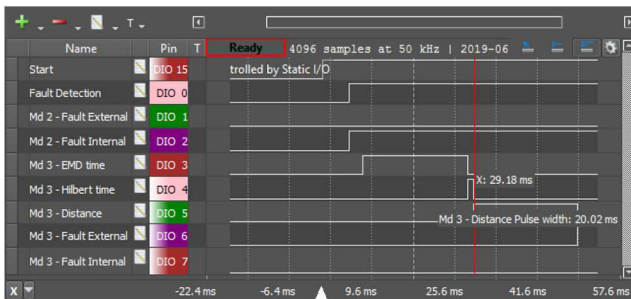 T
Name Pin T Ready 4096 samples at 50 kHz | 2019-06
Start DIO 15 trolled by Static I/O
Fault Detection DIO 0
Md 2 - Fault External DIO 1
Md 2 - Fault Internal DIO 2
Md 3 - EMD time DIO 3
Md 3 - Hilbert time DIO 4 X: 29.18 ms
Md 3 - Distance DIO 5 Md 3 - Distance Pulse width: 20.02 ms
Md 3 - Fault External DIO 6
Md 3 - Fault Internal DIO 7
X -22.4 ms -6.4 ms 9.6 ms 25.6 ms 41.6 ms 57.6 ms